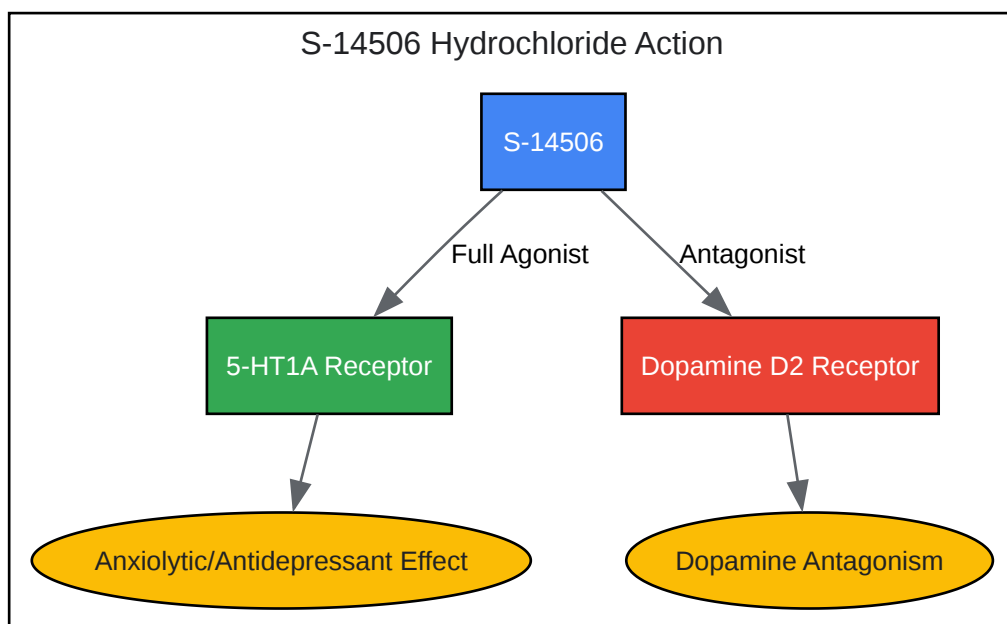 S-14506 Hydrochloride Action
S-14506
Full Agonist
Antagonist
5-HT1A Receptor
Dopamine D2 Receptor
Anxiolytic/Antidepressant Effect
Dopamine Antagonism